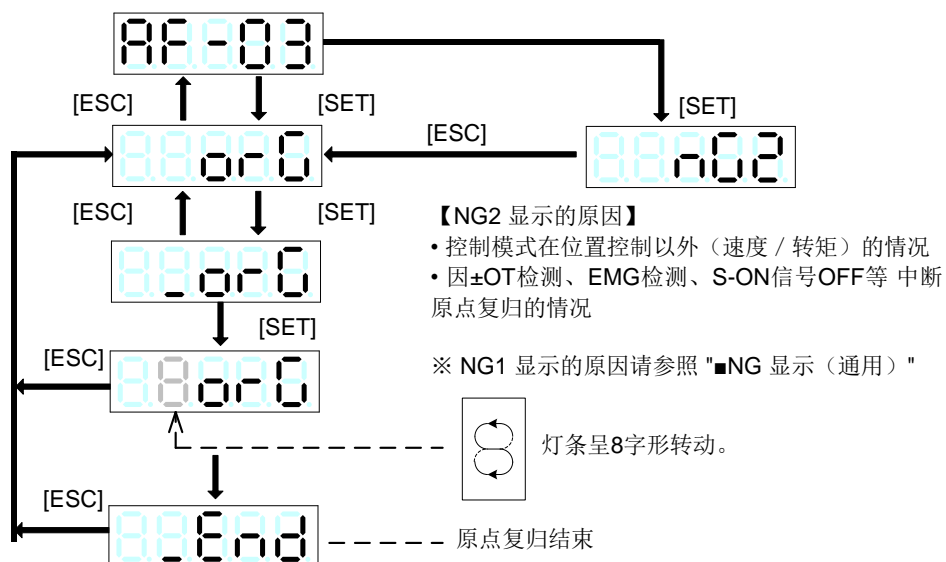 AF-03
[ESC]
[SET]
[SET]
[ESC]
orG
nG2
[ESC]
[SET]
_orG
【NG2 显示的原因】
• 控制模式在位置控制以外（速度 / 转矩）的情况
• 因±OT检测、EMG检测、S-ON信号OFF等 中断
原点复归的情况
[SET]
[ESC]
orG
※ NG1 显示的原因请参照 "■NG 显示（通用）"
灯条呈8字形转动。
[ESC]
_End
原点复归结束